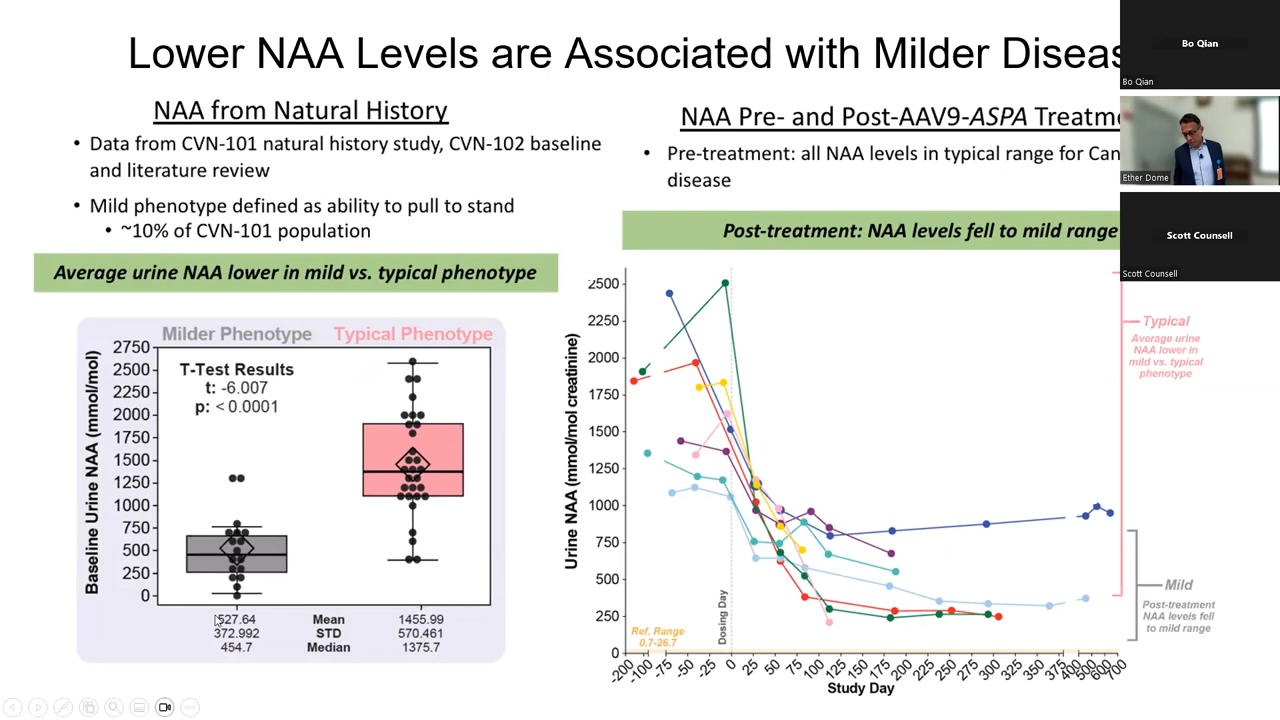 Lower NAA Levels are Associated with Milder Diseas
NAA from Natural History
• Data from CVN-101 natural history study, CVN-102 baseline
and literature review
• Mild phenotype defined as ability to pull to stand
• ~10% of CVN-101 population
Average urine NAA lower in mild vs. typical phenotype
Milder Phenotype Typical Phenotype
Baseline Urine NAA (mmol/mol)
2750
2500
2250
2000
1750
1500
1250
1000
750
500
250
0
T-Test Results
t: -6.007
p: < 0.0001
527.64 Mean 1455.99
372.992 STD 570.461
454.7 Median 1375.7
NAA Pre- and Post-AAV9-ASPA Treatme
• Pre-treatment: all NAA levels in typical range for Can
disease
Post-treatment: NAA levels fell to mild range
Urine NAA (mmol/mol creatinine)
2500
2250
2000
1750
1500
1250
1000
750
500
250
0
Ref. Range
0.7-26.7
Dosing Day
-200 -100 -75 -50 -25 0 25 50 75 100 125 150 175 200 225 250 275 300 325 350 375 400 500 600 700
Study Day
Typical
Average urine
NAA lower in
mild vs. typical
phenotype
Mild
Post-treatment
NAA levels fell
to mild range
Bo Qian
Bo Qian
Ether Dome
Scott Counsell
Scott Counsell